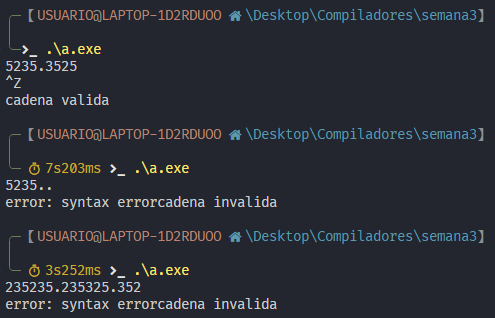 【 USUARIO@LAPTOP-1D2RDUOO \Desktop\Compiladores\semana3】
❯_ .\a.exe
5235.3525
^Z
cadena valida
【 USUARIO@LAPTOP-1D2RDUOO \Desktop\Compiladores\semana3】
7s203ms ❯_ .\a.exe
5235..
error: syntax errorcadena invalida
【 USUARIO@LAPTOP-1D2RDUOO \Desktop\Compiladores\semana3】
3s252ms ❯_ .\a.exe
235235.235325.352
error: syntax errorcadena invalida